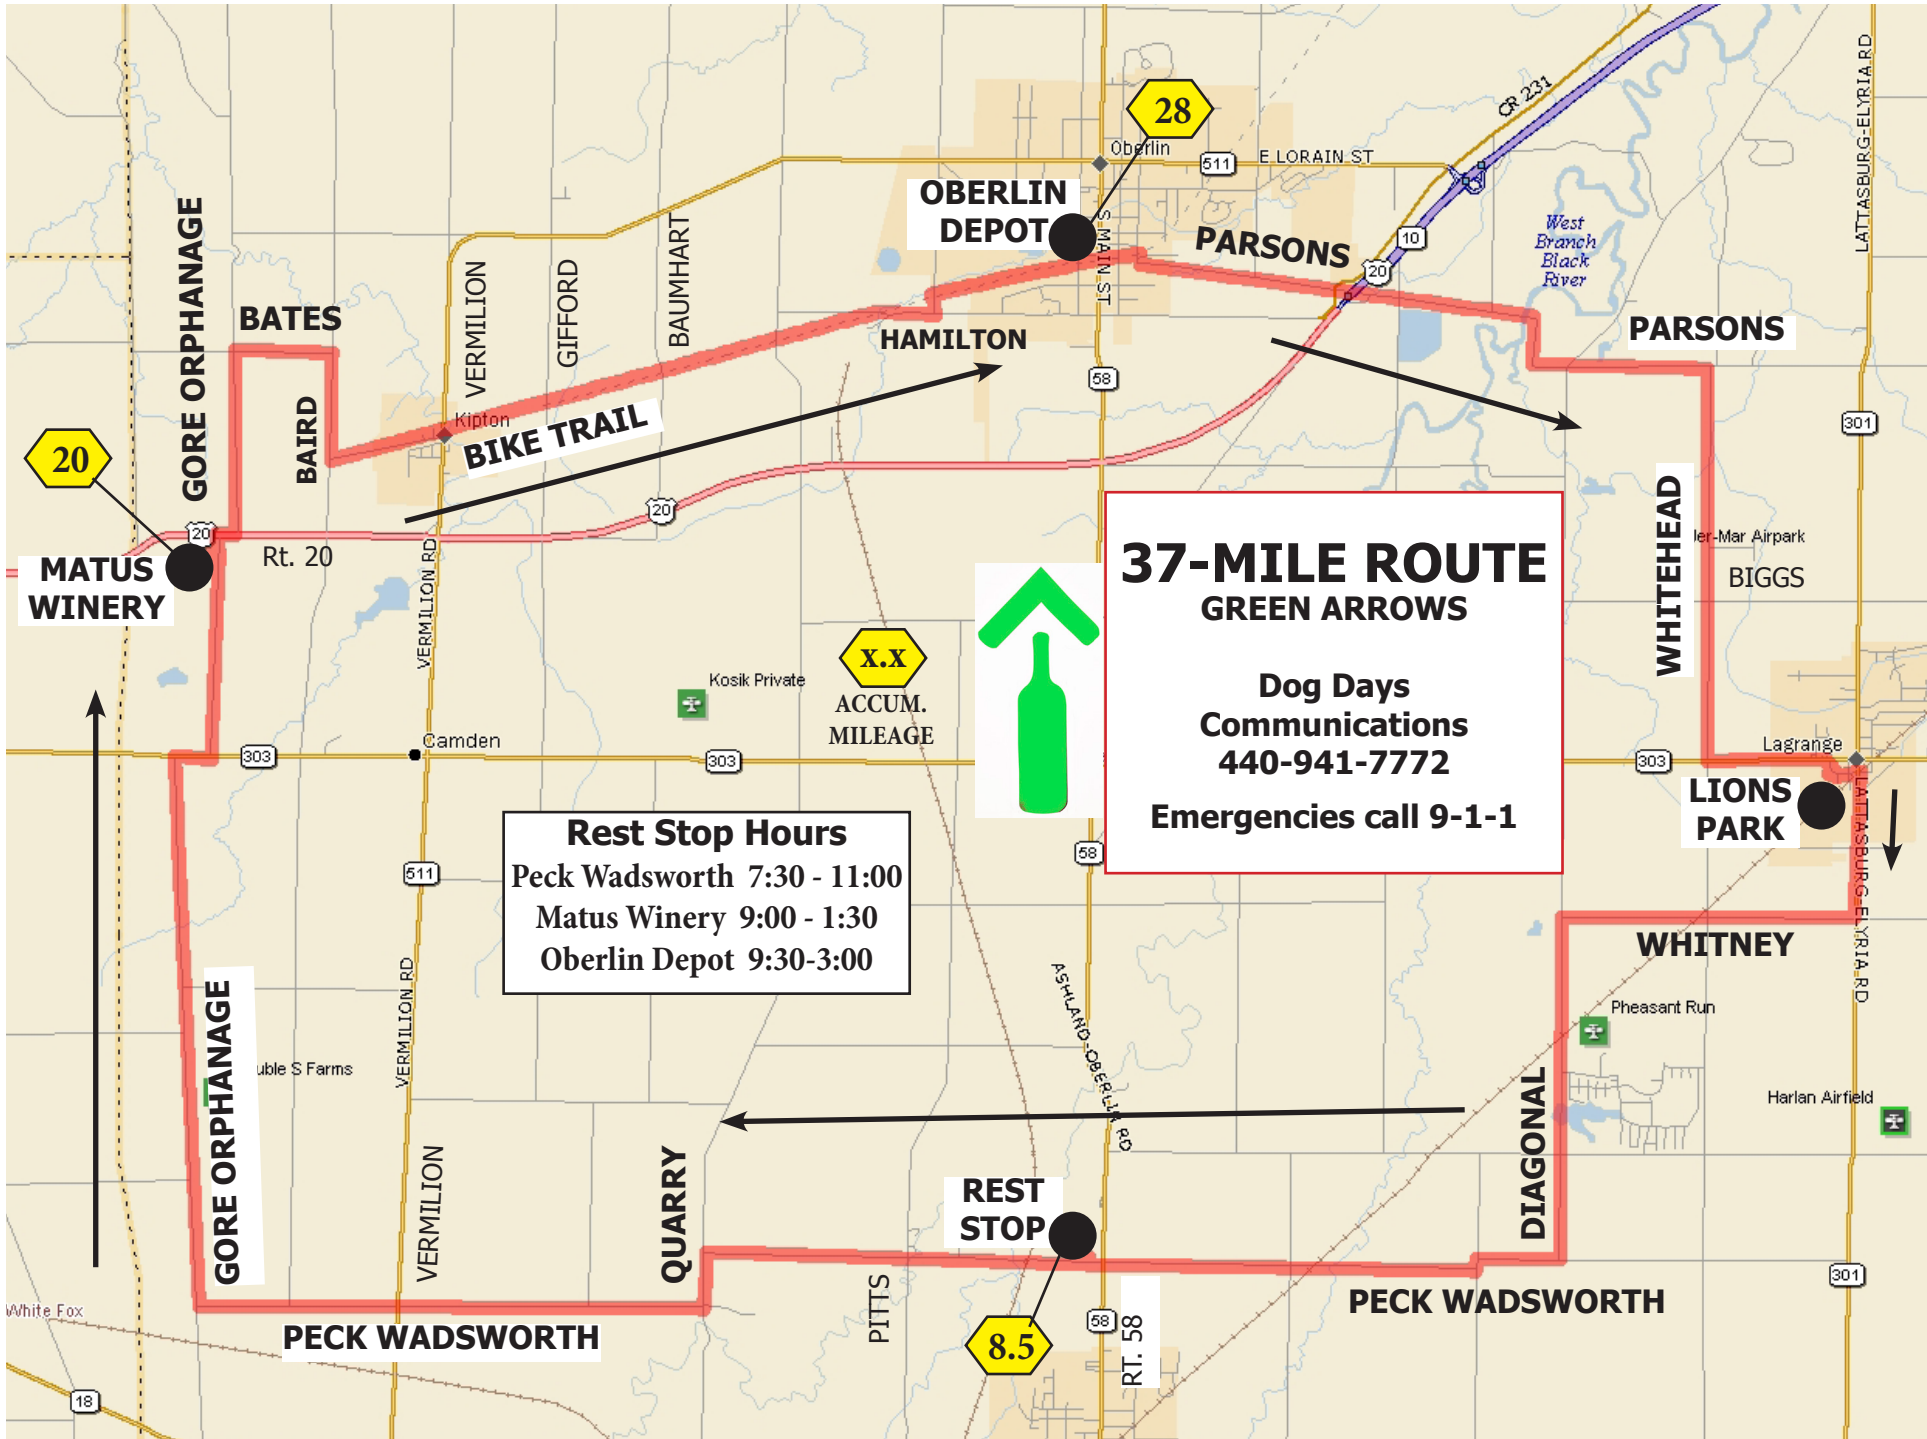 28
CR 231
LATTASBURG-ELYRIA RD
Oberlin
511
E LORAIN ST
OBERLIN
DEPOT
S MAIN ST
PARSONS
10
20
West
Branch
Black
River
GORE ORPHANAGE
BATES
VERMILION
GIFFORD
BAUMHART
HAMILTON
PARSONS
58
BAIRD
Kipton
BIKE TRAIL
301
20
20
Rt. 20
20
MATUS
WINERY
VERMILION RD
WHITEHEAD
ler-Mar Airpark
BIGGS
37-MILE ROUTE
GREEN ARROWS
Dog Days
Communications
440-941-7772
Emergencies call 9-1-1
x.x
ACCUM.
MILEAGE
Kosik Private
303
Camden
303
303
Lagrange
LIONS
PARK
LATTASBURG-ELYRIA RD
Rest Stop Hours
Peck Wadsworth 7:30 - 11:00
Matus Winery 9:00 - 1:30
Oberlin Depot 9:30-3:00
58
511
WHITNEY
VERMILION RD
ASHLAND-OBERLIN RD
GORE ORPHANAGE
uble S Farms
Pheasant Run
Harlan Airfield
DIAGONAL
VERMILION
QUARRY
REST
STOP
PITTS
8.5
58
RT. 58
301
PECK WADSWORTH
PECK WADSWORTH
White Fox
18